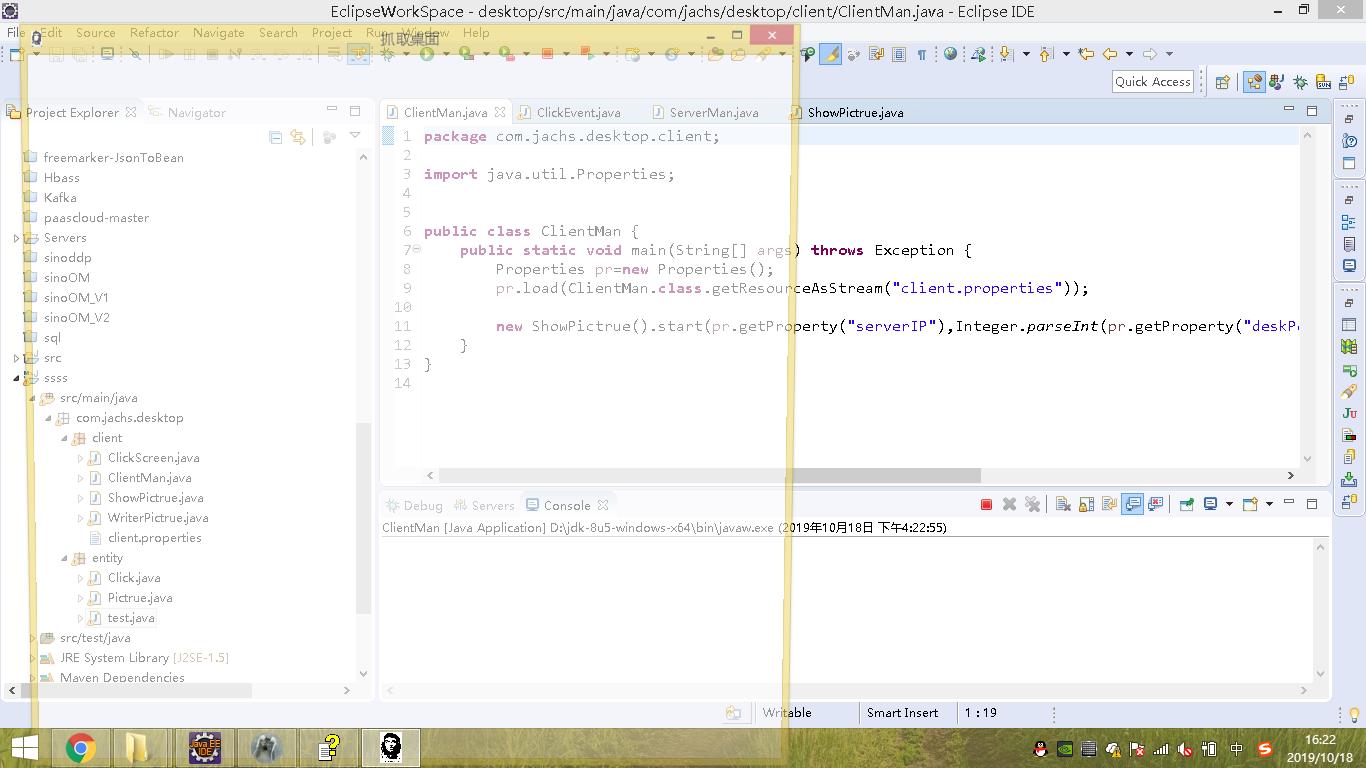 EclipseWorkSpace - desktop/src/main/java/com/jachs/desktop/client/ClientMan.java - Eclipse IDE
File Edit Source Refactor Navigate Search Project Run Window Help
抓取桌面
Quick Access
Project Explorer Navigator
freemarker-JsonToBean
Hbass
Kafka
paascloud-master
Servers
sinoddp
sinoOM
sinoOM_V1
sinoOM_V2
sql
src
ssss
src/main/java
com.jachs.desktop
client
ClickScreen.java
ClientMan.java
ShowPictrue.java
WriterPictrue.java
client.properties
entity
Click.java
Pictrue.java
test.java
src/test/java
JRE System Library [J2SE-1.5]
Maven Dependencies
ClientMan.java ClickEvent.java ServerMan.java ShowPictrue.java
1 package com.jachs.desktop.client;
2
3 import java.util.Properties;
4
5
6 public class ClientMan {
7 public static void main(String[] args) throws Exception {
8 Properties pr=new Properties();
9 pr.load(ClientMan.class.getResourceAsStream("client.properties"));
10
11 new ShowPictrue().start(pr.getProperty("serverIP"),Integer.parseInt(pr.getProperty("deskPo
12 }
13 }
14
Debug Servers Console
ClientMan [Java Application] D:\jdk-8u5-windows-x64\bin\javaw.exe (2019年10月18日 下午4:22:55)
Writable Smart Insert 1 : 19
Java EE
IDE
中
16:22
2019/10/18